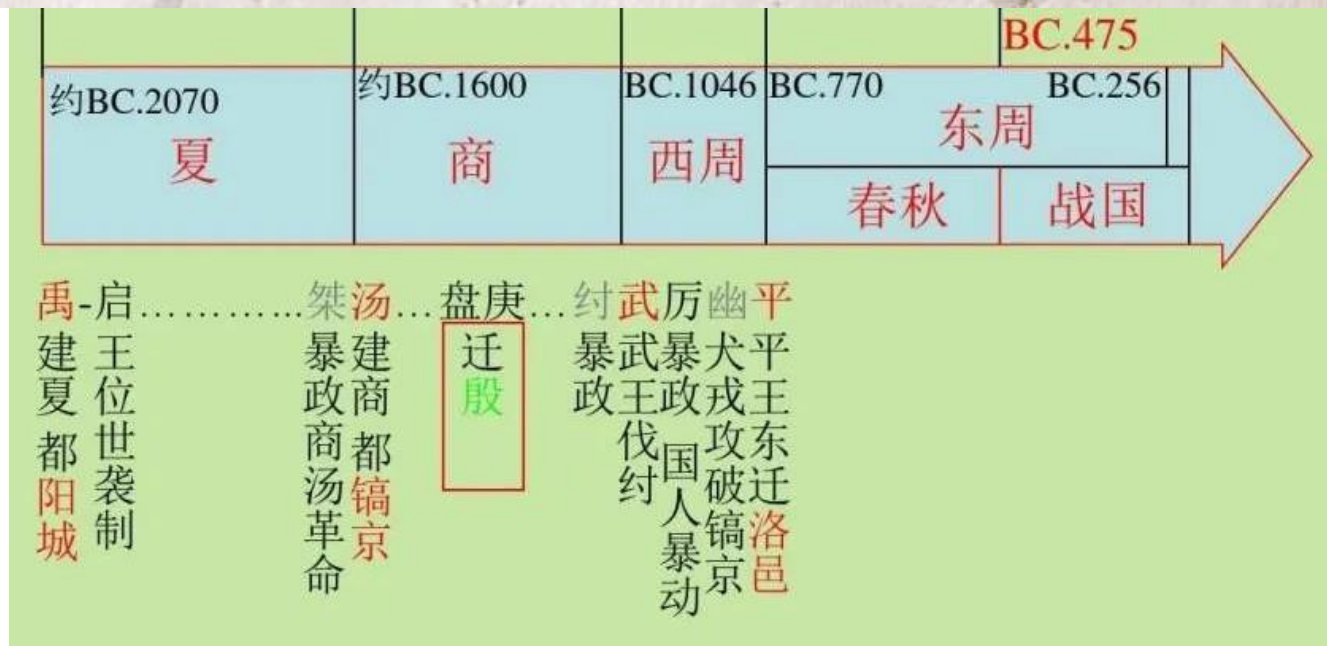 BC.475
约BC.2070
约BC.1600
BC.1046
BC.770
BC.256
夏
商
西周
东周
春秋
战国
禹-启............桀汤...盘庚...纣武厉幽平
建夏都阳城
王位世袭制
暴政商汤革命
建商都镐京
迁殷
暴政
武王伐纣
暴政国人暴动
犬戎攻破镐京
平王东迁洛邑